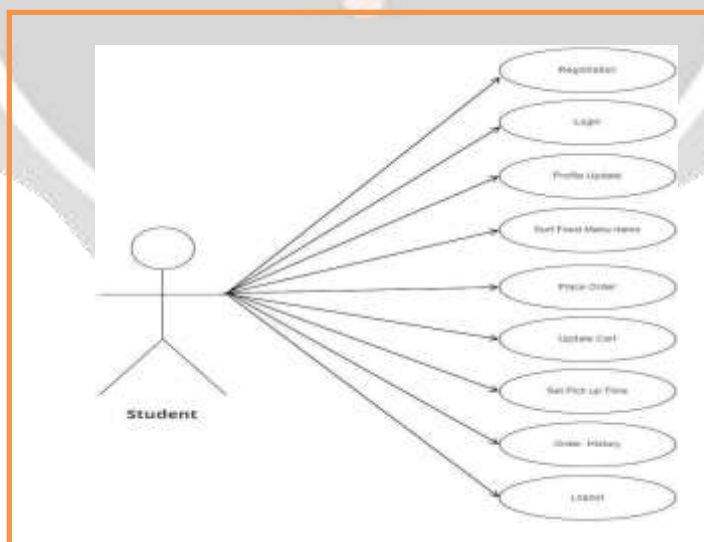 Registration
Login
Profile Update
Surf Food Menu Items
Place Order
Update Cart
Set Pick up Time
Order History
Logout
Student